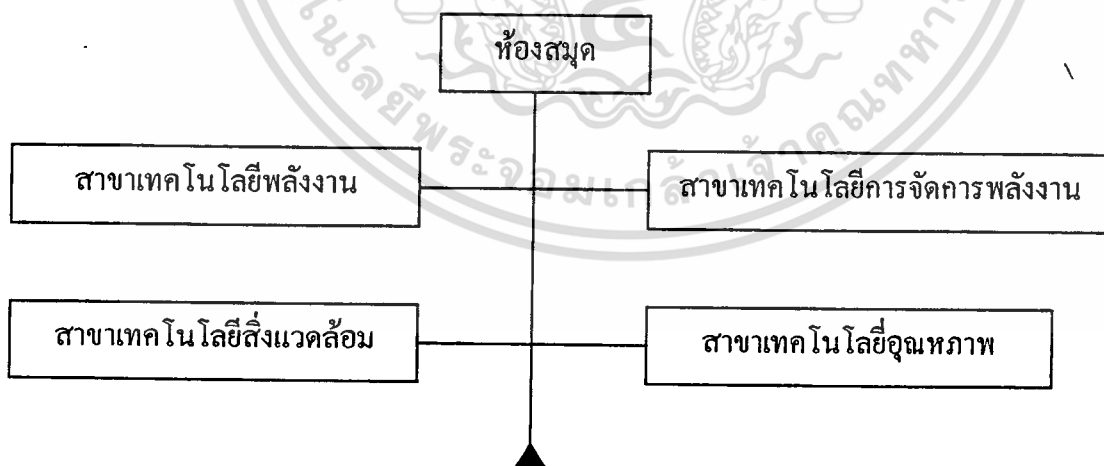 ห้องสมุด
สาขาเทคโนโลยีพลังงาน
สาขาเทคโนโลยีการจัดการพลังงาน
สาขาเทคโนโลยีสิ่งแวดล้อม
สาขาเทคโนโลยี่อุณหภาพ